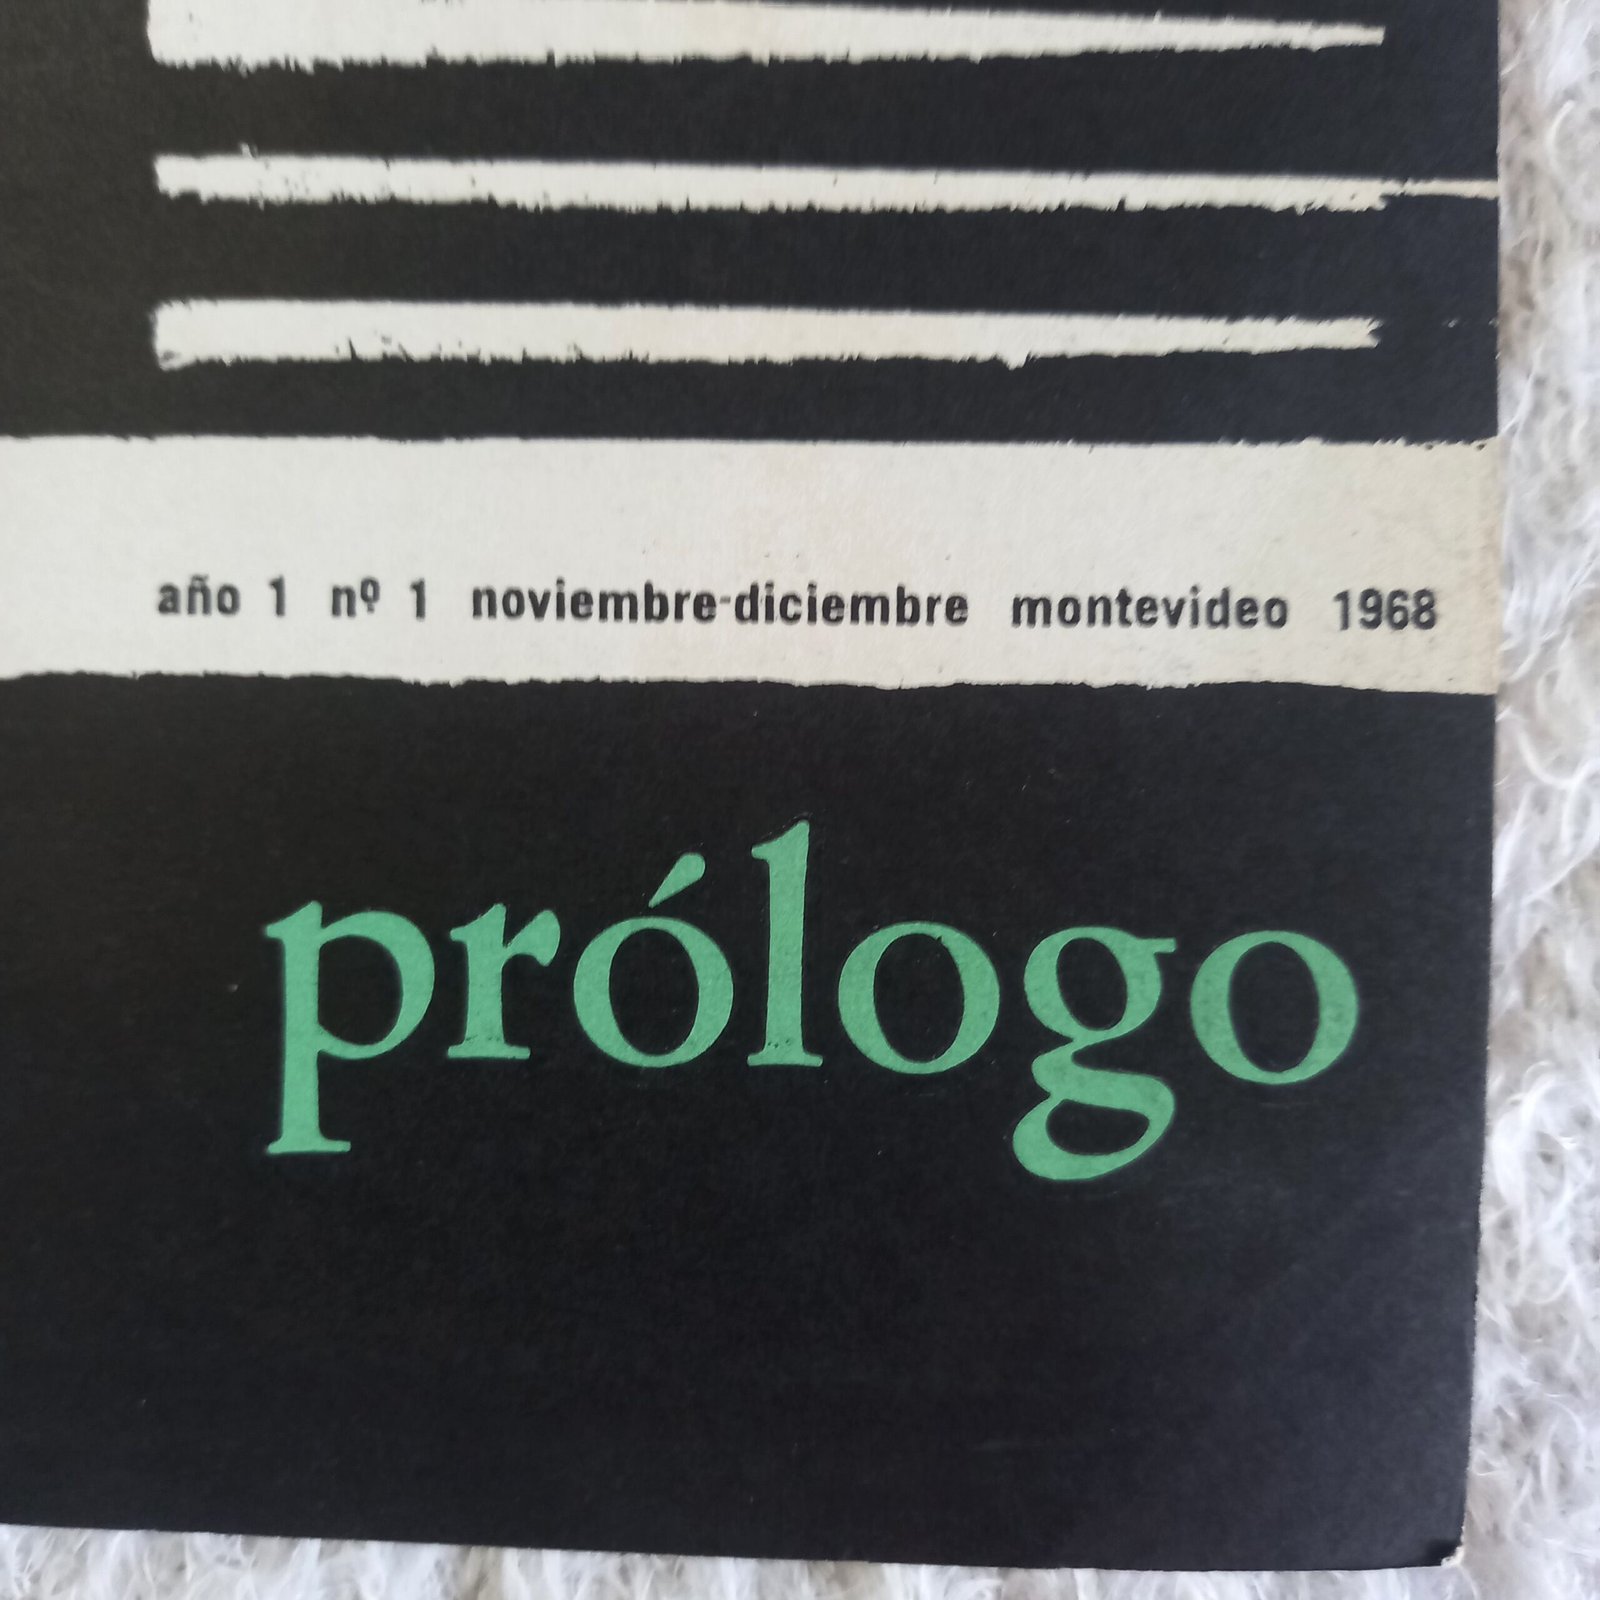 año 1 nº 1 noviembre-diciembre montevideo 1968
prólogo